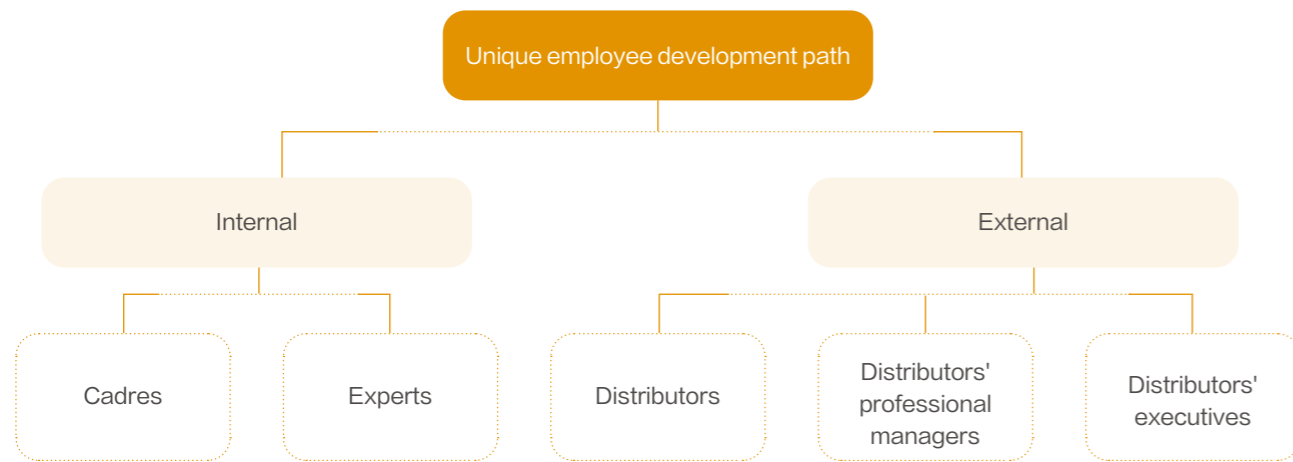 Unique employee development path
Internal
External
Cadres
Experts
Distributors
Distributors'
professional
managers
Distributors'
executives